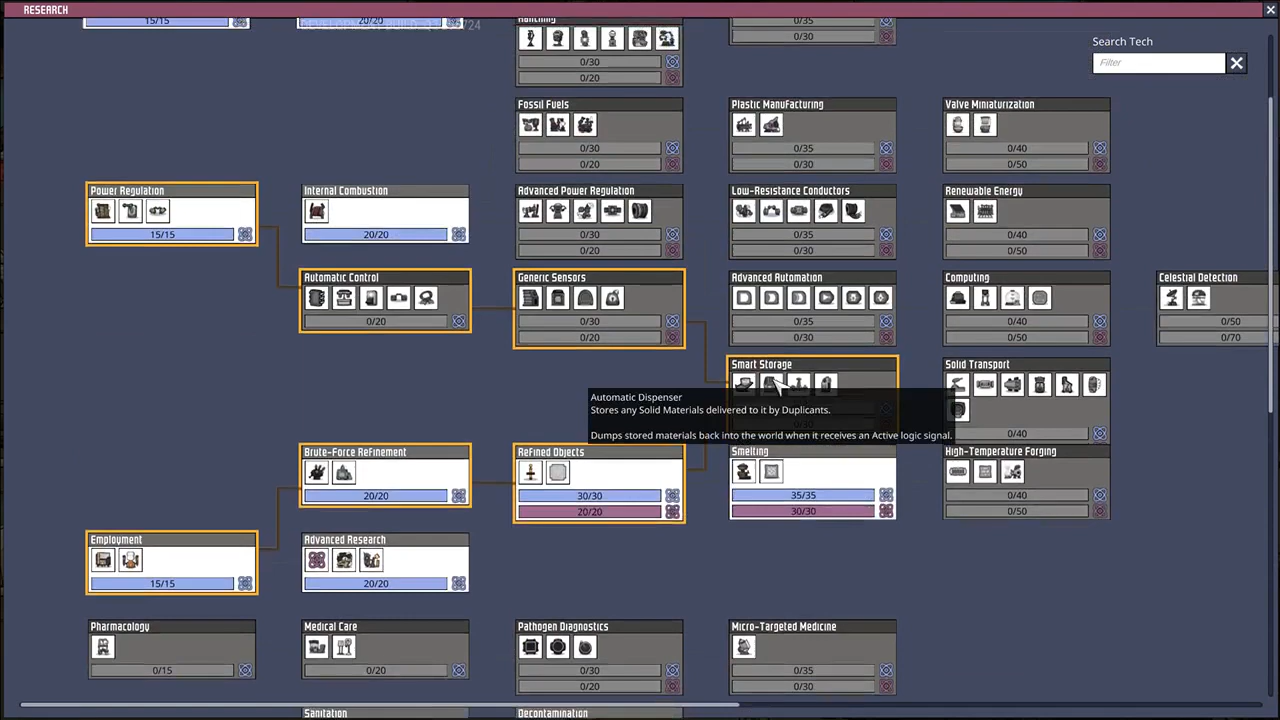 RESEARCH
15/15
20/20
DEVELOPMENT BUILD
Ranching
0/35
0/30
0/30
0/20
Search Tech
Filter
Fossil Fuels
0/30
0/20
Plastic Manufacturing
0/35
0/30
Valve Miniaturization
0/40
0/50
Power Regulation
15/15
Internal Combustion
20/20
Advanced Power Regulation
0/30
0/20
Low-Resistance Conductors
0/35
0/30
Renewable Energy
0/40
0/50
Automatic Control
0/20
Generic Sensors
0/30
0/20
Advanced Automation
0/35
0/30
Computing
0/40
0/50
Celestial Detection
0/50
0/70
Smart Storage
Solid Transport
0/40
Automatic Dispenser
Stores any Solid Materials delivered to it by Duplicants.
Dumps stored materials back into the world when it receives an Active logic signal.
Brute-Force Refinement
20/20
Refined Objects
30/30
20/20
Smelting
35/35
30/30
High-Temperature Forging
0/40
0/50
Employment
15/15
Advanced Research
20/20
Pharmacology
0/15
Medical Care
0/20
Pathogen Diagnostics
0/30
0/20
Micro-Targeted Medicine
0/35
0/30
Sanitation
Decontamination